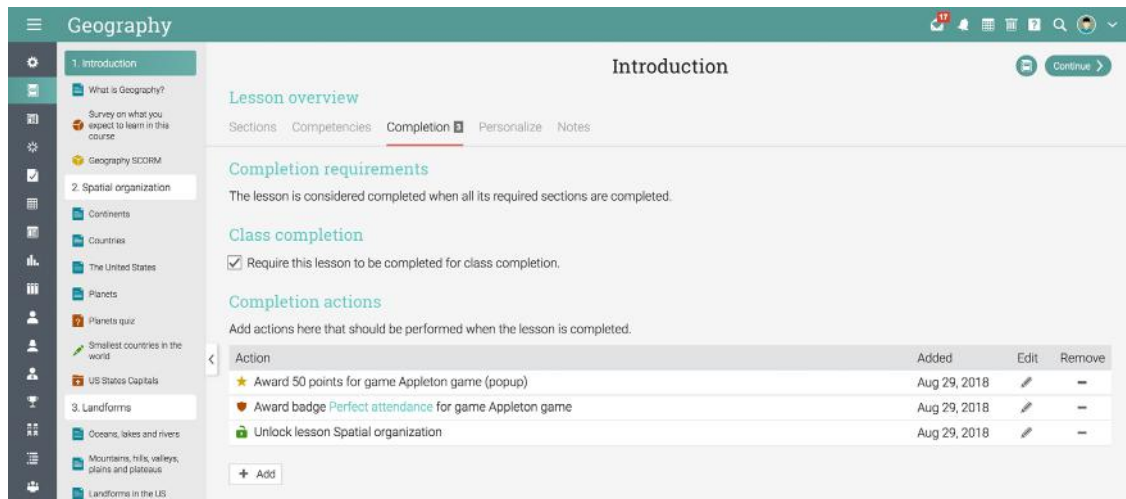 Geography
17
1. Introduction
What is Geography?
Survey on what you
expect to learn in this
course
Geography SCORM
2. Spatial organization
Continents
Countries
The United States
Planets
Planets quiz
Smallest countries in the
world
US States Capitals
3. Landforms
Oceans, lakes and rivers
Mountains, hills, valleys,
plains and plateaus
Landforms in the US
Introduction
Continue
Lesson overview
Sections Competencies Completion 3 Personalize Notes
Completion requirements
The lesson is considered completed when all its required sections are completed.
Class completion
Require this lesson to be completed for class completion.
Completion actions
Add actions here that should be performed when the lesson is completed.
Action Added Edit Remove
Award 50 points for game Appleton game (popup) Aug 29, 2018
Award badge Perfect attendance for game Appleton game Aug 29, 2018
Unlock lesson Spatial organization Aug 29, 2018
+ Add